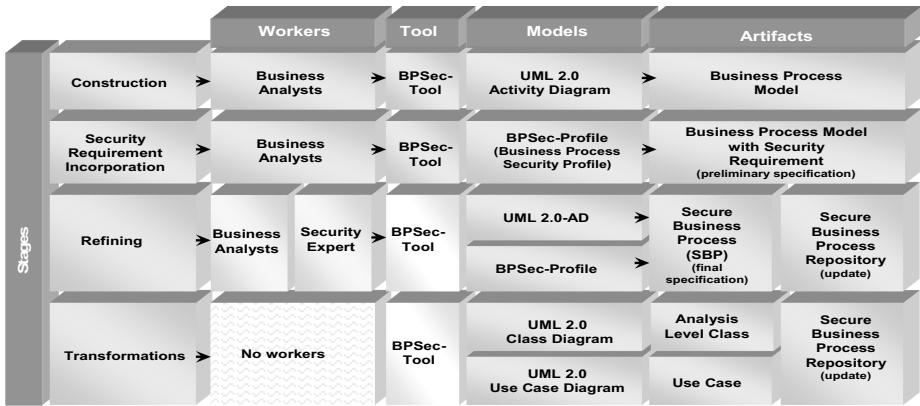 Workers
Tool
Models
Artifacts
Stages
Construction
Business
Analysts
BPSec-
Tool
UML 2.0
Activity Diagram
Business Process
Model
Security
Requirement
Incorporation
Business
Analysts
BPSec-
Tool
BPSec-Profile
(Business Process
Security Profile)
Business Process Model
with Security
Requirement
(preliminary specification)
Refining
Business
Analysts
Security
Expert
BPSec-
Tool
UML 2.0-AD
BPSec-Profile
Secure
Business
Process
(SBP)
(final
specification)
Secure
Business
Process
Repository
(update)
Transformations
No workers
BPSec-
Tool
UML 2.0
Class Diagram
UML 2.0
Use Case Diagram
Analysis
Level Class
Use Case
Secure
Business
Process
Repository
(update)